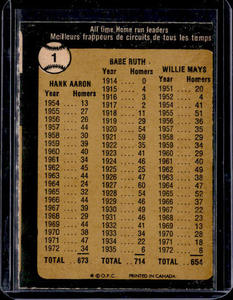 1
All time Home run leaders
Meilleurs frappeurs de circuits de tous les temps
HANK AARON
Year Homers
1954 ... 13
1955 ... 27
1956 ... 26
1957 ... 44
1958 ... 30
1959 ... 39
1960 ... 40
1961 ... 34
1962 ... 45
1963 ... 44
1964 ... 24
1965 ... 32
1966 ... 44
1967 ... 39
1968 ... 29
1969 ... 44
1970 ... 38
1971 ... 47
1972 ... 34
TOTAL .. 673
BABE RUTH
Year Homers
1914 ... 0
1915 ... 4
1916 ... 3
1917 ... 2
1918 ... 11
1919 ... 29
1920 ... 54
1921 ... 59
1922 ... 35
1923 ... 41
1924 ... 46
1925 ... 25
1926 ... 47
1927 ... 60
1928 ... 54
1929 ... 46
1930 ... 49
1931 ... 46
1932 ... 41
1933 ... 34
1934 ... 22
1935 ... 6
TOTAL .. 714
WILLIE MAYS
Year Homers
1951 ... 20
1952 ... 4
1954 ... 41
1955 ... 51
1956 ... 36
1957 ... 35
1958 ... 29
1959 ... 34
1960 ... 29
1961 ... 40
1962 ... 49
1963 ... 38
1964 ... 47
1965 ... 52
1966 ... 37
1967 ... 22
1968 ... 23
1969 ... 13
1970 ... 28
1971 ... 18
1972 ... 8
TOTAL .. 654
© O.P.C. PRINTED IN CANADA